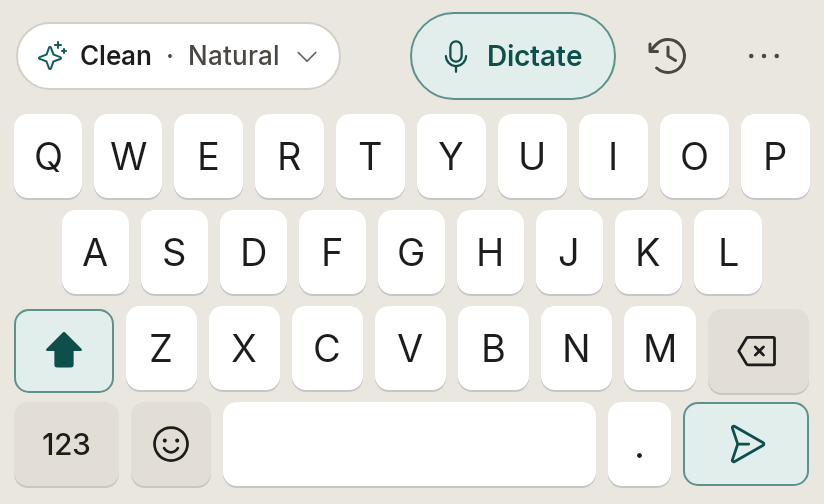 Clean · Natural Dictate ...
Q W E R T Y U I O P
A S D F G H J K L
Z X C V B N M
123 .